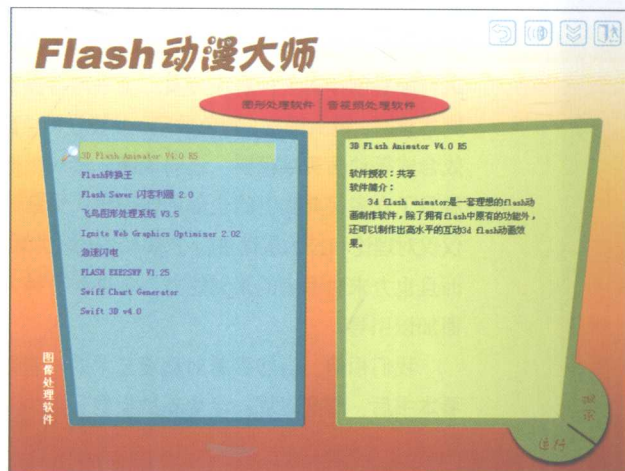 Flash动漫大师
图形处理软件 音视频处理软件
3D Flash Animator V4.0 R5
Flash转换王
Flash Saver 闪客利器 2.0
飞鸟图形处理系统 V3.5
Ignite Web Graphics Optimizer 2.02
急速闪电
FLASH EXE2SWF V1.25
Swiff Chart Generator
Swift 3D v4.0
3D Flash Animator V4.0 R5
软件授权：共享
软件简介：
3d flash animator是一套理想的flash动
画制作软件，除了拥有flash中原有的功能外，
还可以制作出高水平的互动3d flash动画效
果。
图像处理软件